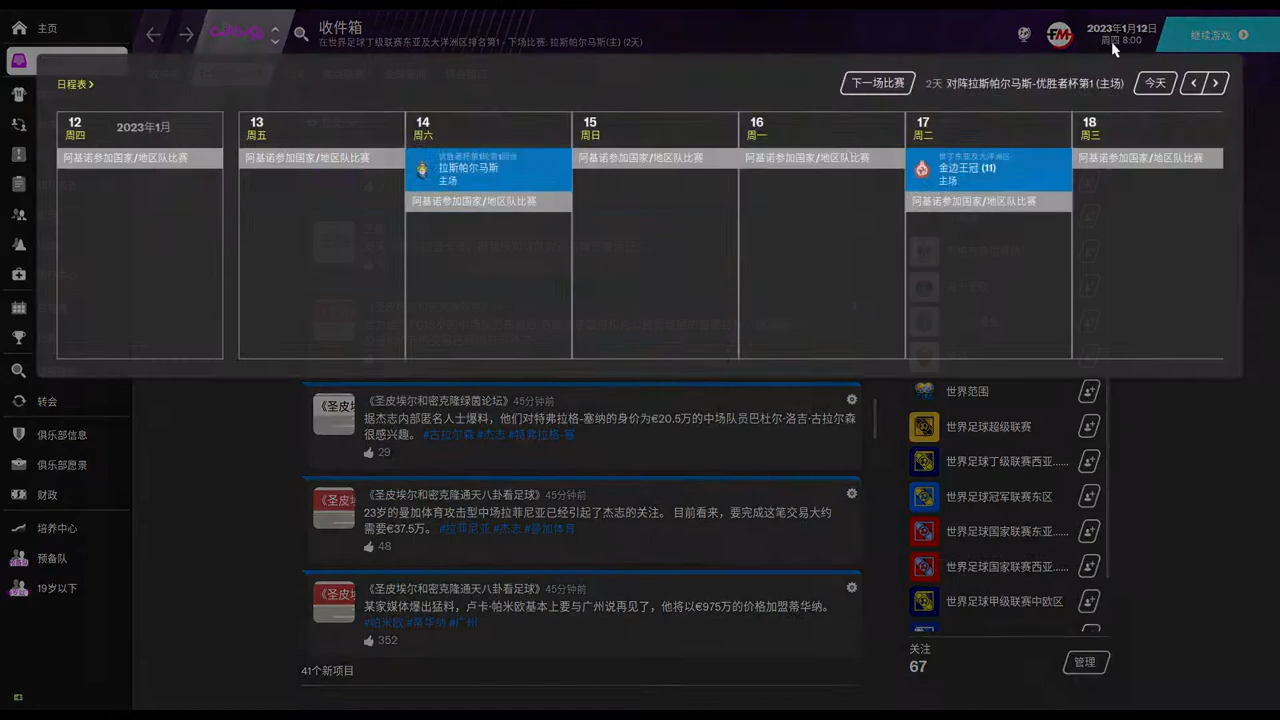 主页
收件箱
在世界足球丁级联赛东亚及大洋洲区排名第1 - 下场比赛: 拉斯帕尔马斯(主) (2天)
2023年1月12日
周四 8:00
继续游戏
日程表
下一场比赛
2天 对阵拉斯帕尔马斯-优胜者杯第1 (主场)
今天
12
周四
2023年1月
阿基诺参加国家/地区队比赛
13
周五
阿基诺参加国家/地区队比赛
14
周六
拉斯帕尔马斯
主场
阿基诺参加国家/地区队比赛
15
周日
阿基诺参加国家/地区队比赛
16
周一
阿基诺参加国家/地区队比赛
17
周二
世丁东亚及大洋洲区
金边王冠 (11)
主场
阿基诺参加国家/地区队比赛
18
周三
阿基诺参加国家/地区队比赛
转会
俱乐部信息
俱乐部愿景
财政
培养中心
预备队
19岁以下
《圣皮埃尔和密克隆绿茵论坛》 45分钟前
据杰志内部匿名人士爆料，他们对特弗拉格-塞纳的身价为€20.5万的中场队员巴杜尔-洛吉-古拉尔森
很感兴趣。 #古拉尔森 #杰志 #特弗拉格-塞
29
《圣皮埃尔和密克隆通天八卦看足球》 45分钟前
23岁的曼加体育攻击型中场拉菲尼亚已经引起了杰志的关注。 目前看来，要完成这笔交易大约
需要€37.5万。 #拉菲尼亚 #杰志 #曼加体育
48
《圣皮埃尔和密克隆通天八卦看足球》 45分钟前
某家媒体爆出猛料，卢卡-帕米欧基本上要与广州说再见了，他将以€975万的价格加盟蒂华纳。
#帕米欧 #蒂华纳 #广州
352
41个新项目
世界范围
世界足球超级联赛
世界足球丁级联赛西亚......
世界足球冠军联赛东区
世界足球国家联赛东亚......
世界足球国家联赛西亚......
世界足球甲级联赛中欧区
关注
67
管理